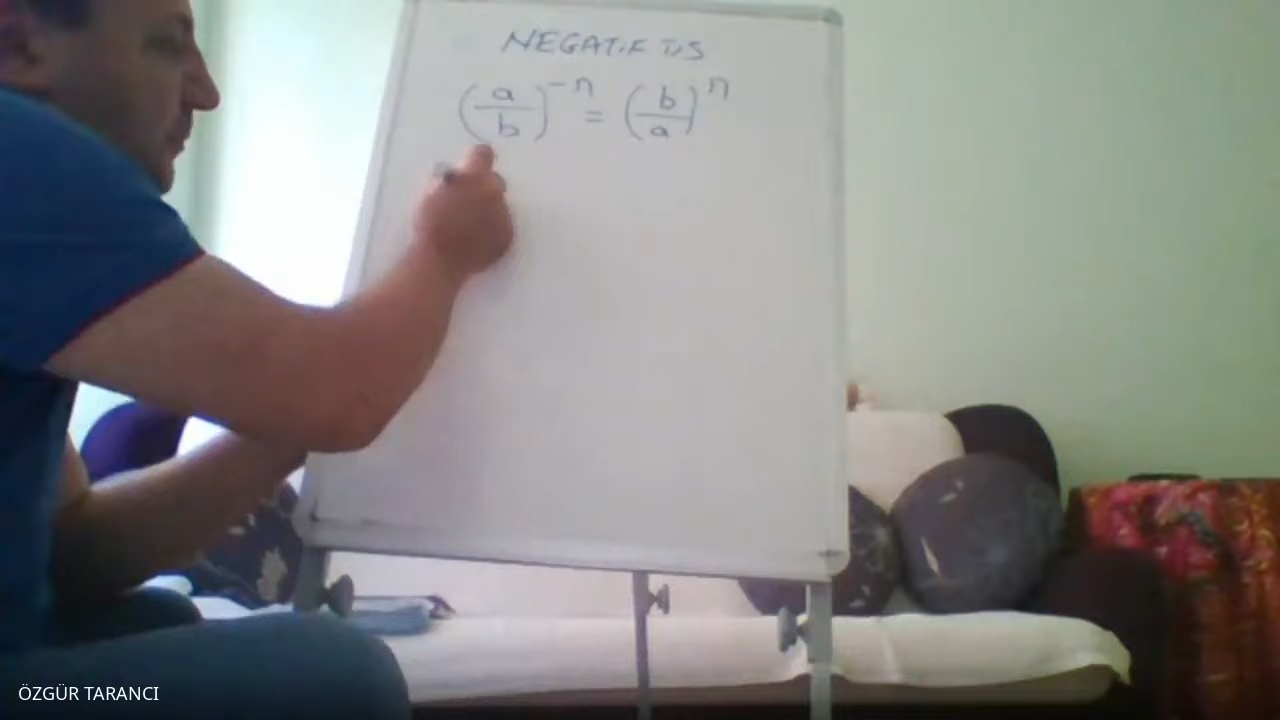 NEGATİF ÜS
(a/b)^-n = (b/a)^n
ÖZGÜR TARANCI